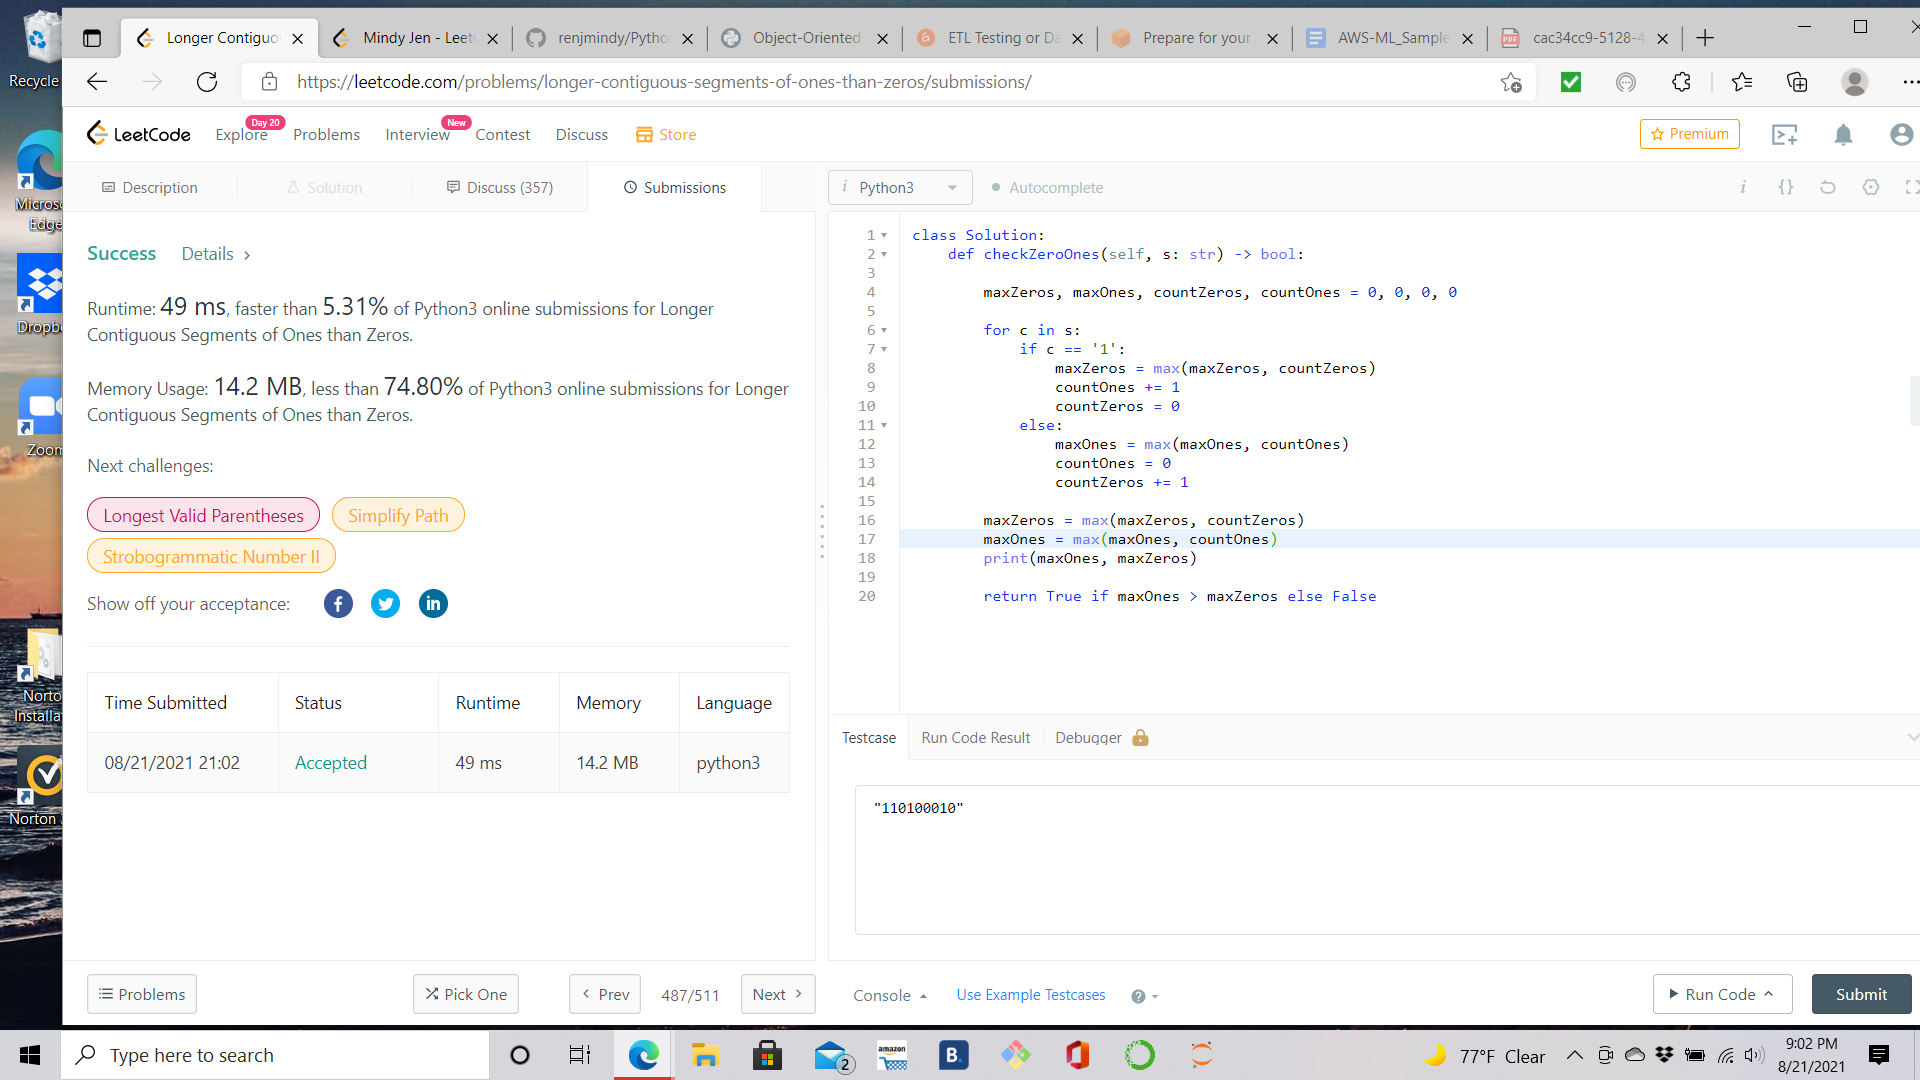 Recycle
Longer Contiguo
Mindy Jen - Leet
renjmindy/Pytho
Object-Oriented
ETL Testing or Da
Prepare for your
AWS-ML_Sample
cac34cc9-5128-4
https://leetcode.com/problems/longer-contiguous-segments-of-ones-than-zeros/submissions/
LeetCode
Explore
Day 20
Problems
Interview
New
Contest
Discuss
Store
Premium
Description
Solution
Discuss (357)
Submissions
i Python3
Autocomplete
i {}
Micros
Edge
Dropb
Zoom
Norto
Installa
Norton
Success
Details >
Runtime: 49 ms, faster than 5.31% of Python3 online submissions for Longer
Contiguous Segments of Ones than Zeros.
Memory Usage: 14.2 MB, less than 74.80% of Python3 online submissions for Longer
Contiguous Segments of Ones than Zeros.
Next challenges:
Longest Valid Parentheses
Simplify Path
Strobogrammatic Number II
Show off your acceptance:
Time Submitted Status Runtime Memory Language
08/21/2021 21:02 Accepted 49 ms 14.2 MB python3
1 class Solution:
2 def checkZeroOnes(self, s: str) -> bool:
3
4 maxZeros, maxOnes, countZeros, countOnes = 0, 0, 0, 0
5
6 for c in s:
7 if c == '1':
8 maxZeros = max(maxZeros, countZeros)
9 countOnes += 1
10 countZeros = 0
11 else:
12 maxOnes = max(maxOnes, countOnes)
13 countOnes = 0
14 countZeros += 1
15
16 maxZeros = max(maxZeros, countZeros)
17 maxOnes = max(maxOnes, countOnes)
18 print(maxOnes, maxZeros)
19
20 return True if maxOnes > maxZeros else False
Testcase
Run Code Result
Debugger
"110100010"
Problems
Pick One
Prev
487/511
Next
Console
Use Example Testcases
Run Code
Submit
Type here to search
2
amazon
B.
77°F Clear
9:02 PM
8/21/2021